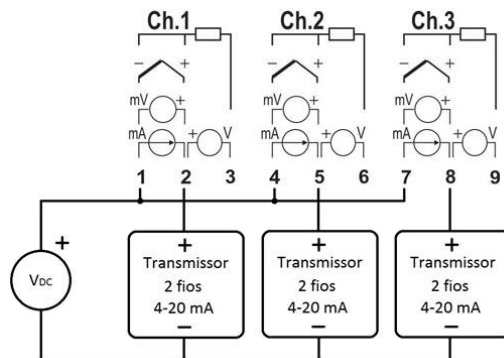 Ch.1 Ch.2 Ch.3
− + − + − +
mV + mV + mV +
mA + V mA + V mA + V
1 2 3 4 5 6 7 8 9
+
VDC
+ + +
Transmissor Transmissor Transmissor
2 fios 2 fios 2 fios
4-20 mA 4-20 mA 4-20 mA
− − −